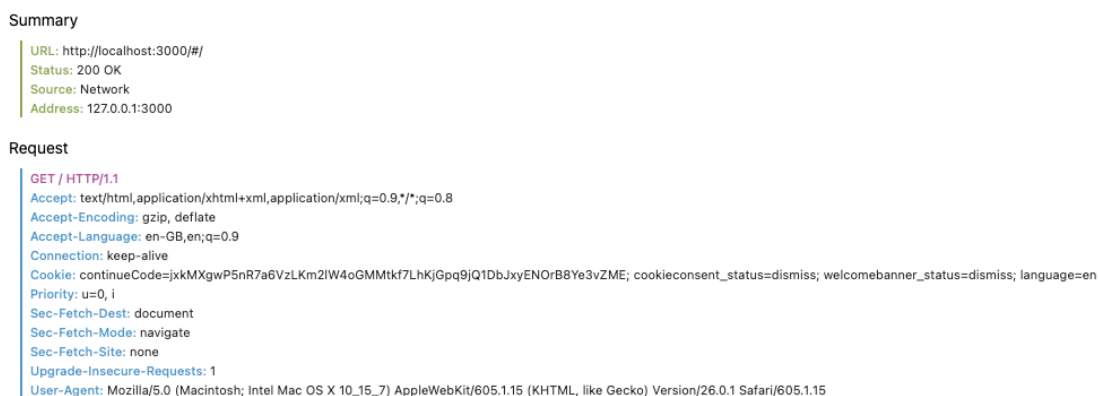 Summary
URL: http://localhost:3000/#/
Status: 200 OK
Source: Network
Address: 127.0.0.1:3000
Request
GET / HTTP/1.1
Accept: text/html,application/xhtml+xml,application/xml;q=0.9,*/*;q=0.8
Accept-Encoding: gzip, deflate
Accept-Language: en-GB,en;q=0.9
Connection: keep-alive
Cookie: continueCode=jxkMXgwP5nR7a6VzLKm2lW4oGMMtkf7LhKjGpq9jQ1DbJxyENOrB8Ye3vZME; cookieconsent_status=dismiss; welcomebanner_status=dismiss; language=en
Priority: u=0, i
Sec-Fetch-Dest: document
Sec-Fetch-Mode: navigate
Sec-Fetch-Site: none
Upgrade-Insecure-Requests: 1
User-Agent: Mozilla/5.0 (Macintosh; Intel Mac OS X 10_15_7) AppleWebKit/605.1.15 (KHTML, like Gecko) Version/26.0.1 Safari/605.1.15